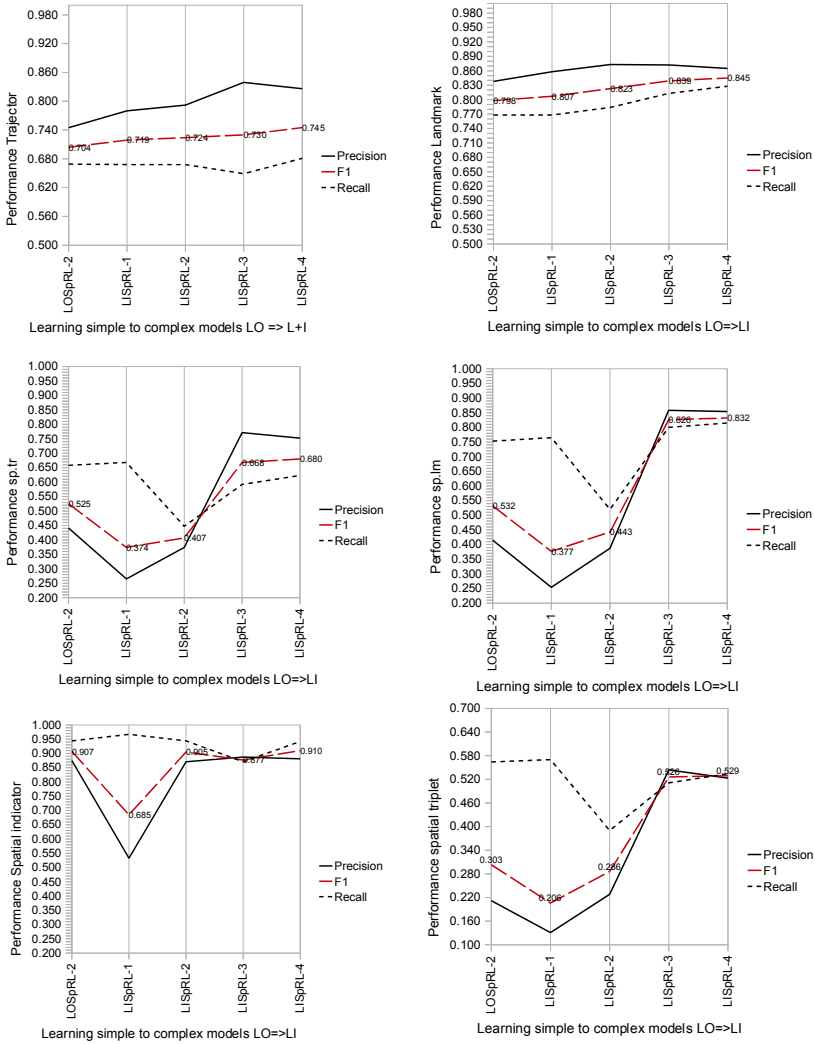 0.980
0.920
0.860
0.800
0.740
0.680
0.620
0.560
0.500
Performance Trajector
0.704
0.719
0.724
0.730
0.745
Precision
F1
Recall
LOSpRL-2
LISpRL-1
LISpRL-2
LISpRL-3
LISpRL-4
Learning simple to complex models LO => L+I
0.980
0.950
0.920
0.890
0.860
0.830
0.800
0.770
0.740
0.710
0.680
0.650
0.620
0.590
0.560
0.530
0.500
Performance Landmark
0.798
0.807
0.823
0.839
0.845
Precision
F1
Recall
LOSpRL-2
LISpRL-1
LISpRL-2
LISpRL-3
LISpRL-4
Learning simple to complex models LO=>LI
1.000
0.950
0.900
0.850
0.800
0.750
0.700
0.650
0.600
0.550
0.500
0.450
0.400
0.350
0.300
0.250
0.200
Performance sp.tr
0.525
0.374
0.407
0.668
0.680
Precision
F1
Recall
LOSpRL-2
LISpRL-1
LISpRL-2
LISpRL-3
LISpRL-4
Learning simple to complex models LO=>LI
1.000
0.950
0.900
0.850
0.800
0.750
0.700
0.650
0.600
0.550
0.500
0.450
0.400
0.350
0.300
0.250
0.200
Performance sp.lm
0.532
0.377
0.443
0.826
0.832
Precision
F1
Recall
LOSpRL-2
LISpRL-1
LISpRL-2
LISpRL-3
LISpRL-4
Learning simple to complex models LO=>LI
1.000
0.950
0.900
0.850
0.800
0.750
0.700
0.650
0.600
0.550
0.500
0.450
0.400
0.350
0.300
0.250
0.200
Performance Spatial indicator
0.907
0.685
0.905
0.877
0.910
Precision
F1
Recall
LOSpRL-2
LISpRL-1
LISpRL-2
LISpRL-3
LISpRL-4
Learning simple to complex models LO=>LI
0.700
0.640
0.580
0.520
0.460
0.400
0.340
0.280
0.220
0.160
0.100
Performance spatial triplet
0.303
0.206
0.286
0.526
0.529
Precision
F1
Recall
LOSpRL-2
LISpRL-1
LISpRL-2
LISpRL-3
LISpRL-4
Learning simple to complex models LO=>LI